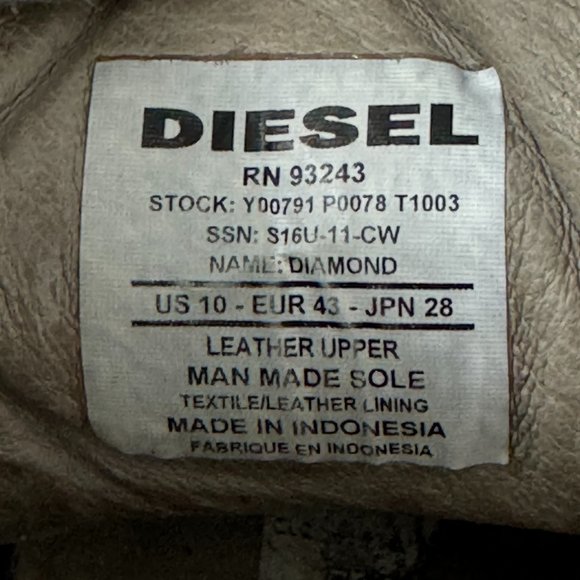 DIESEL
RN 93243
STOCK: Y00791 P0078 T1003
SSN: S16U-11-CW
NAME: DIAMOND
US 10 - EUR 43 - JPN 28
LEATHER UPPER
MAN MADE SOLE
TEXTILE/LEATHER LINING
MADE IN INDONESIA
FABRIQUE EN INDONESIA